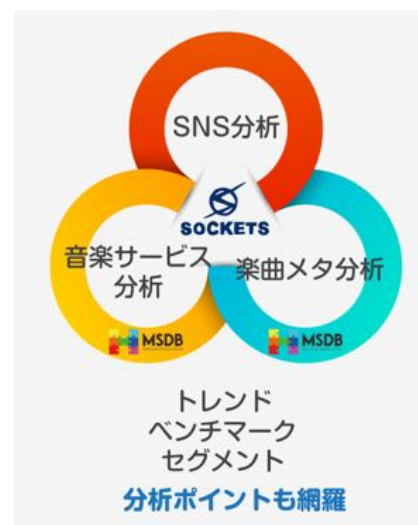 SNS分析
SOCKETS
音楽サービス
分析
楽曲メタ分析
MSDB
MSDB
トレンド
ベンチマーク
セグメント
分析ポイントも網羅